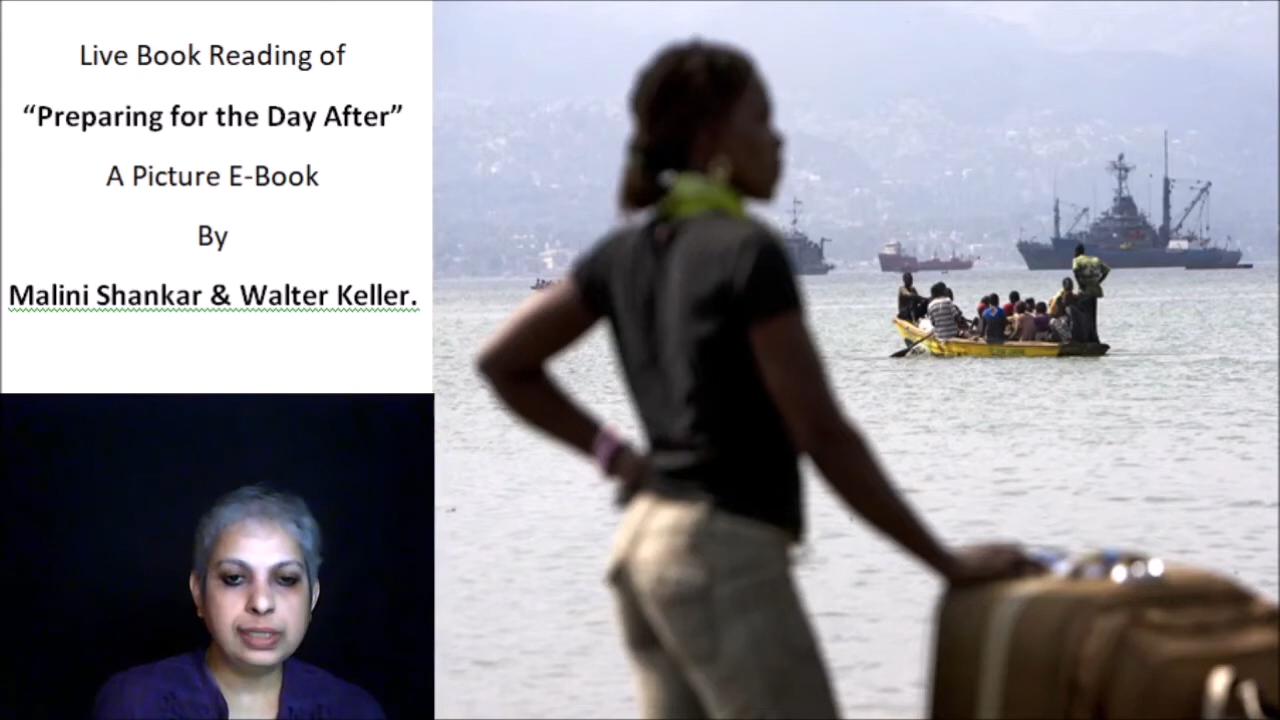 Live Book Reading of
“Preparing for the Day After”
A Picture E-Book
By
Malini Shankar & Walter Keller.